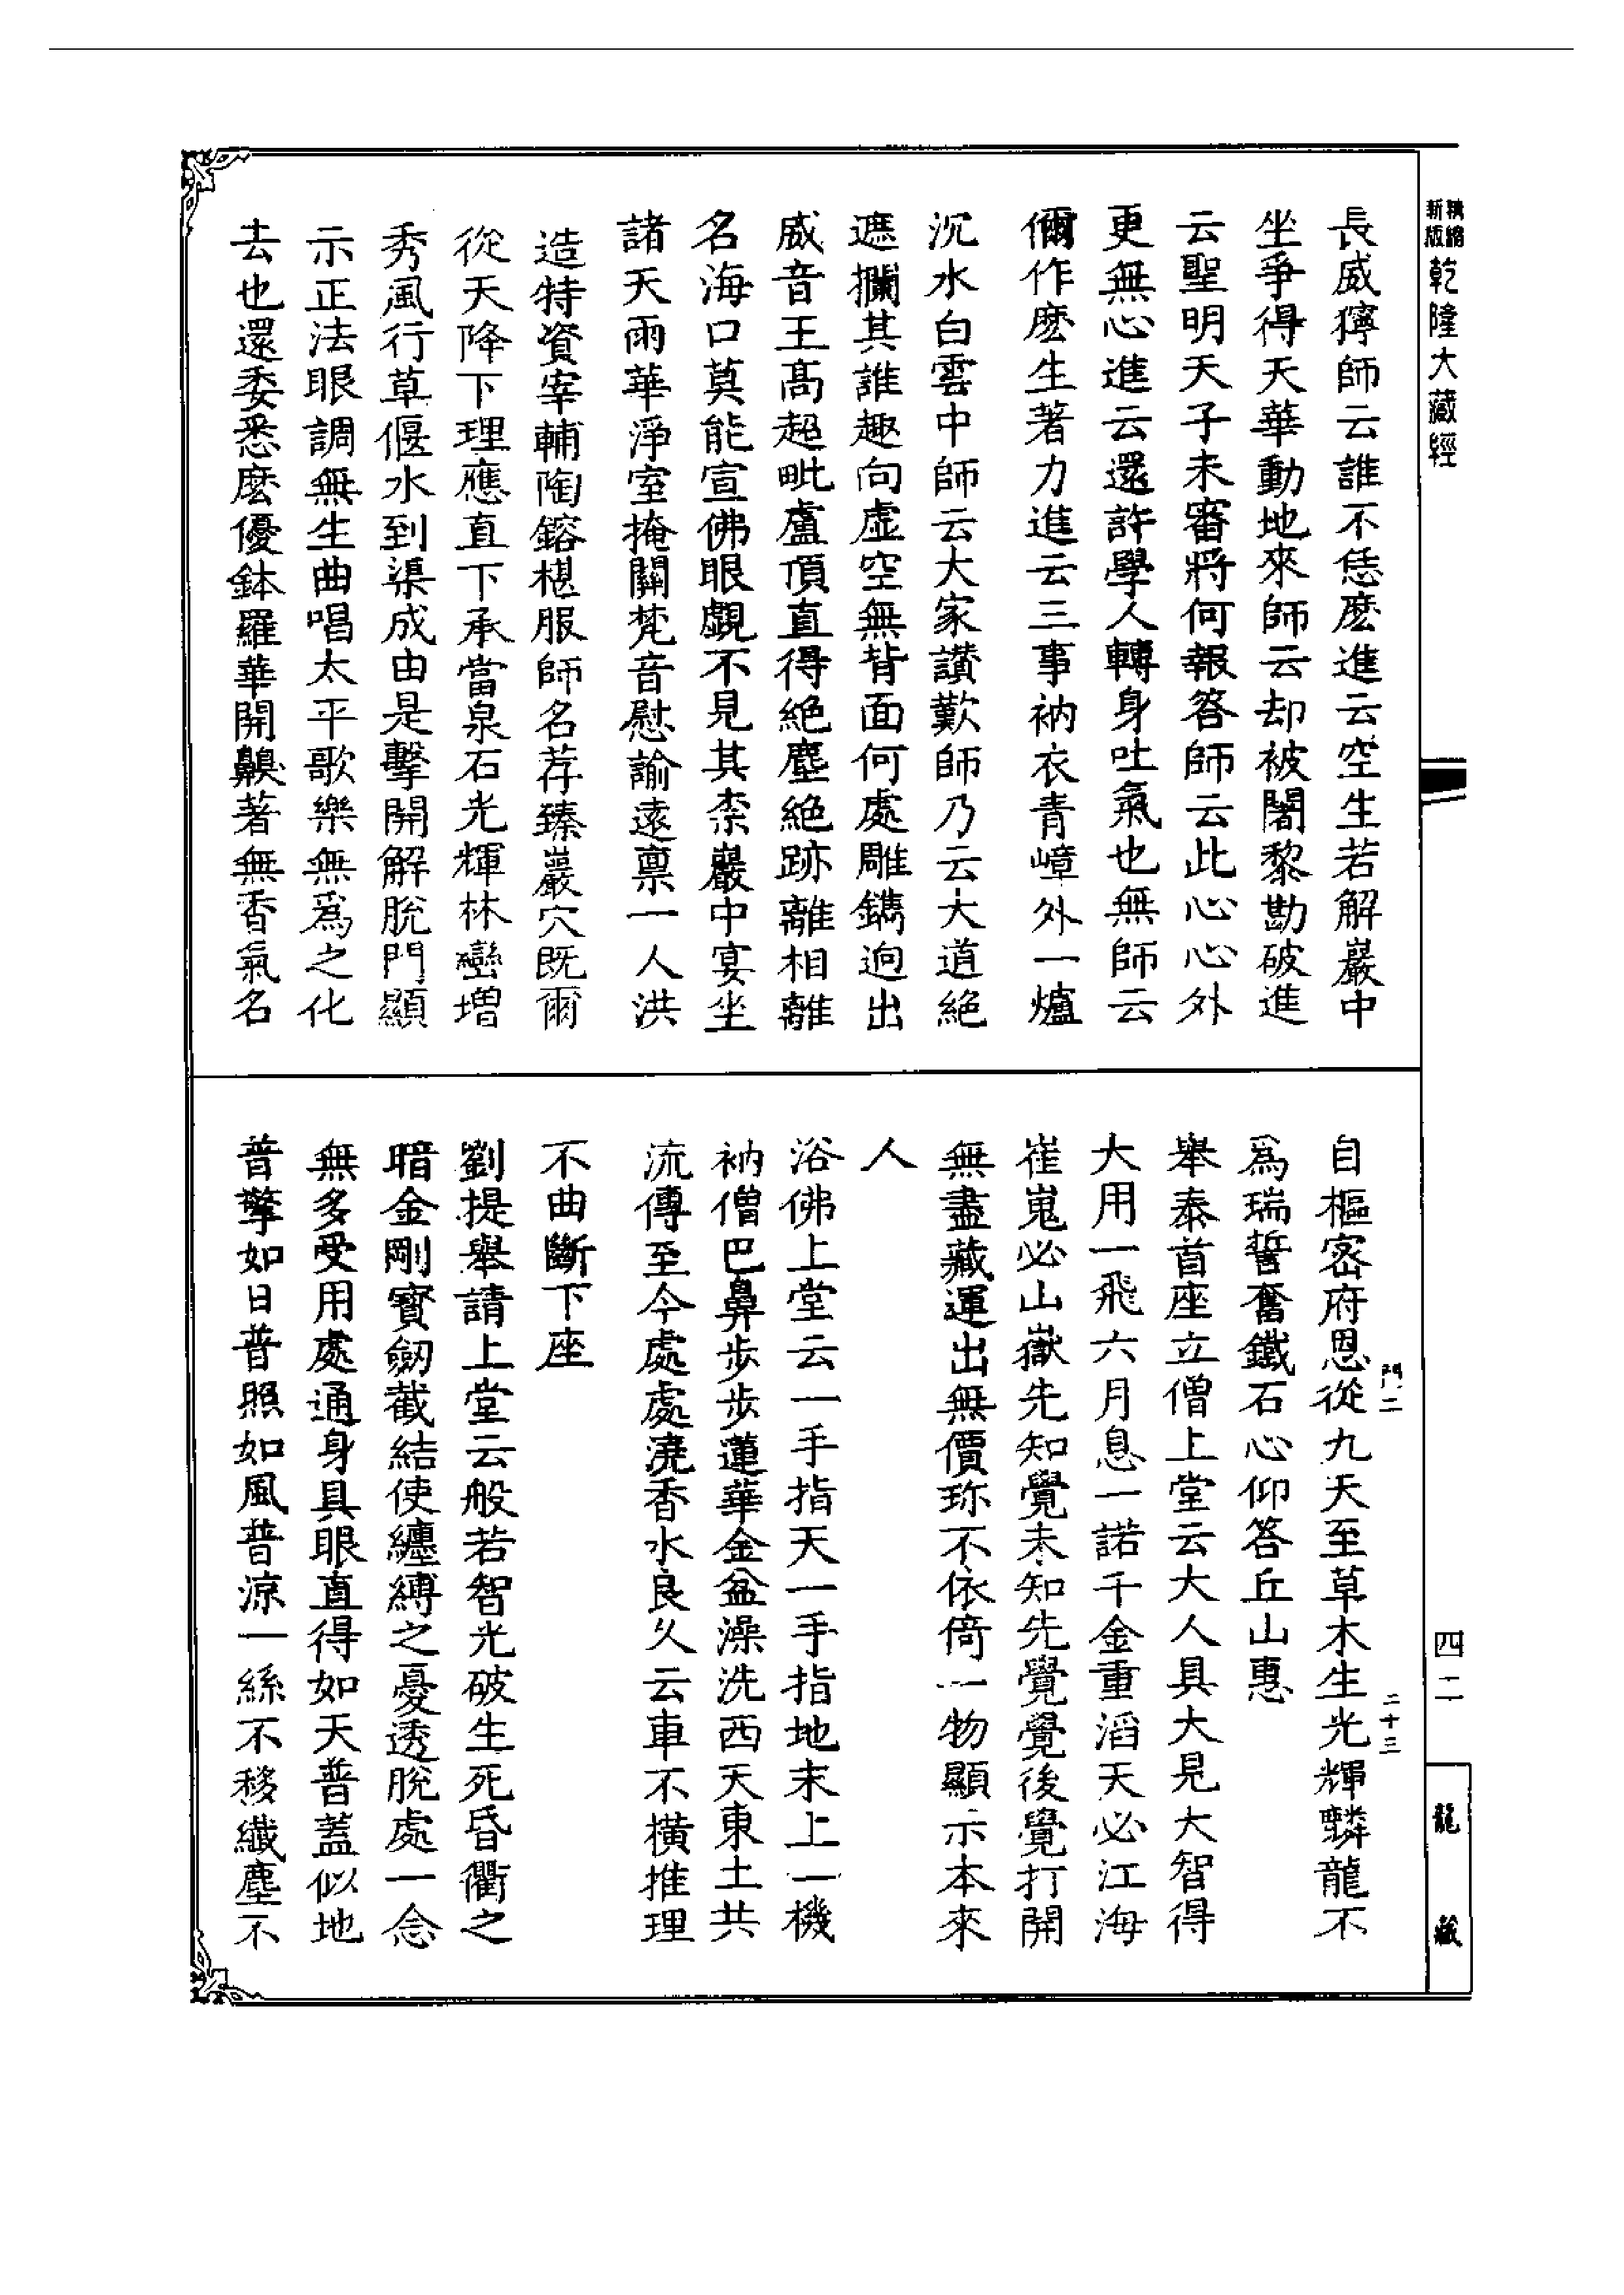 精縮新版乾隆大藏經
長威獰師云誰不恁麽進云空生若解巖中
坐爭得天華動地來師云却被闍黎勘破進
云聖明天子未審將何報答師云此心心外
更無心進云還許學人轉身吐氣也無師云
儞作麽生著力進云三事衲衣青嶂外一爐
沉水白雲中師云大家讃歎師乃云大道絶
遮攔其誰趣向虛空無背面何處雕鐫逈出
威音王髙超毗盧頂直得絶塵絶跡離相離
名海口莫能宣佛眼覷不見其柰巖中宴坐
諸天雨華淨室掩關梵音慰諭遠禀一人洪
造特資宰輔陶鎔椹服師名荐臻巖穴既爾
從天降下理應直下承當泉石光輝林巒增
秀風行草偃水到渠成由是擊開解脫門顯
示正法眼調無生曲唱太平歌樂無爲之化
去也還委悉麽優鉢羅華開齅著無香氣名
自樞密府恩從九天至草木生光輝麟龍不
爲瑞誓奮鐵石心仰答丘山惠
舉泰首座立僧上堂云大人具大見大智得
大用一飛六月息一諾千金重滔天必江海
崔嵬必山嶽先知覺未知先覺覺後覺打開
無盡藏運出無價珎不依倚一物顯示本來
人
浴佛上堂云一手指天一手指地末上一機
衲僧巴鼻步步蓮華金盆澡洗西天東土共
流傳至今處處澆香水良乆云車不橫推理
不曲斷下座
劉提舉請上堂云般若智光破生死昏衢之
暗金剛寶劒截結使纏縛之憂透脫處一念
無多受用處通身具眼直得如天普蓋似地
普擎如日普照如風普凉一絲不移纖塵不
門二
二十三
四二
龍藏